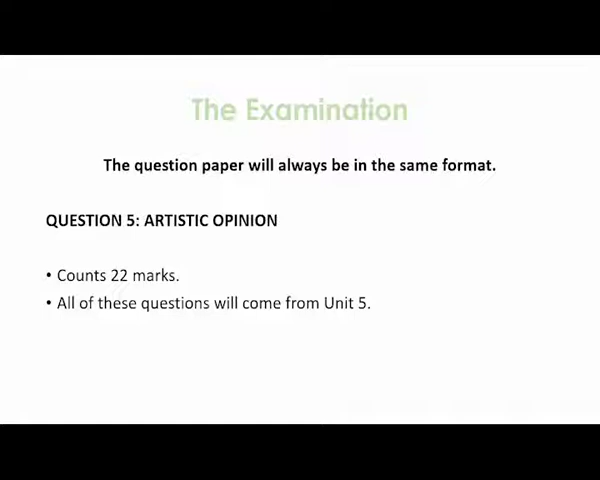 The Examination
The question paper will always be in the same format.
QUESTION 5: ARTISTIC OPINION
• Counts 22 marks.
• All of these questions will come from Unit 5.